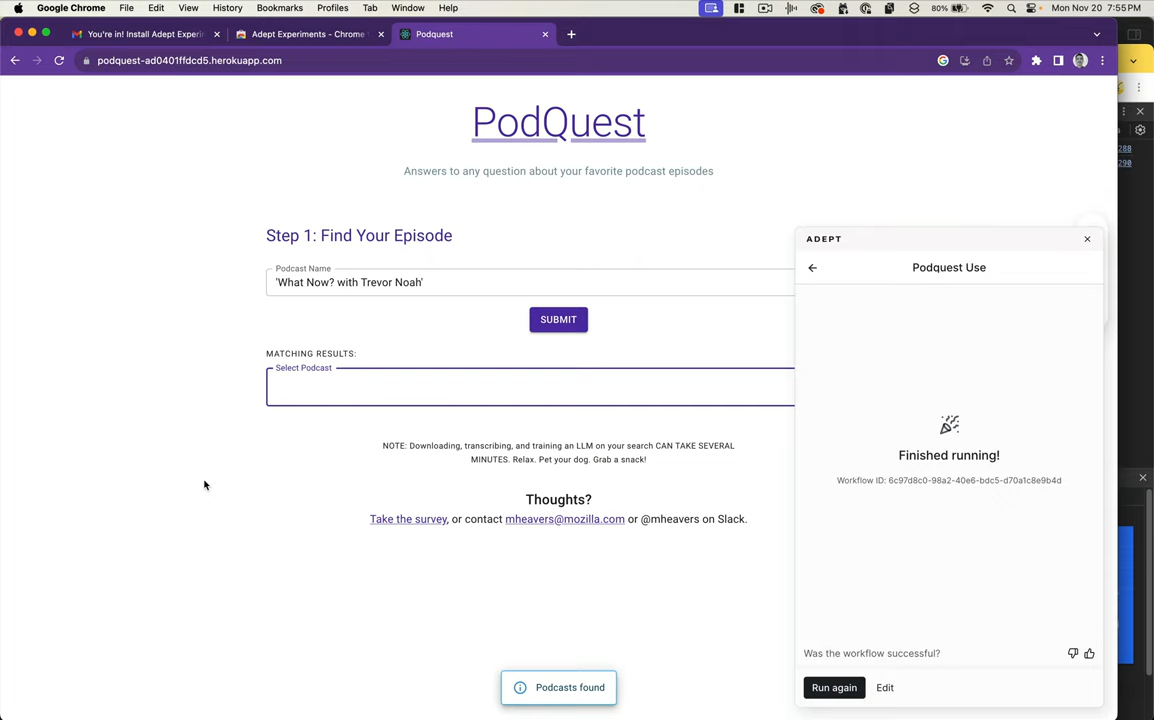 Google Chrome File Edit View History Bookmarks Profiles Tab Window Help 80% Mon Nov 20 7:55 PM
You're in! Install Adept Experin Adept Experiments - Chrome Podquest
podquest-ad0401ffdcd5.herokuapp.com
PodQuest
Answers to any question about your favorite podcast episodes
Step 1: Find Your Episode
Podcast Name
'What Now? with Trevor Noah'
SUBMIT
MATCHING RESULTS:
Select Podcast
NOTE: Downloading, transcribing, and training an LLM on your search CAN TAKE SEVERAL
MINUTES. Relax. Pet your dog. Grab a snack!
Thoughts?
Take the survey, or contact mheavers@mozilla.com or @mheavers on Slack.
Podcasts found
ADEPT
Podquest Use
Finished running!
Workflow ID: 6c97d8c0-98a2-40e6-bdc5-d70a1c8e9b4d
Was the workflow successful?
Run again Edit
288
290